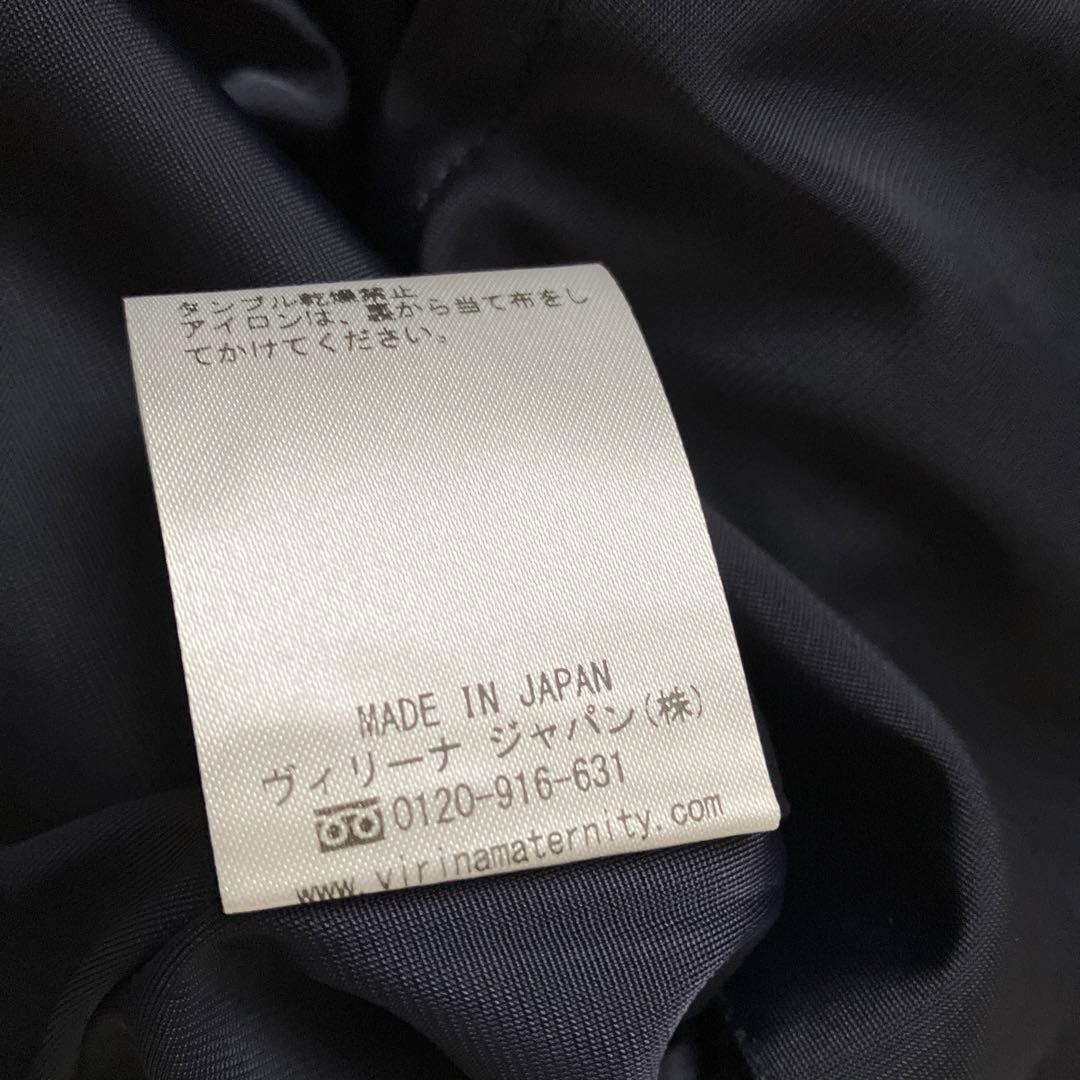 タンブル乾燥禁止
アイロンは、裏から当て布をし
てかけてください。
MADE IN JAPAN
ヴィリーナ ジャパン(株)
0120-916-631
www.virinamaternity.com